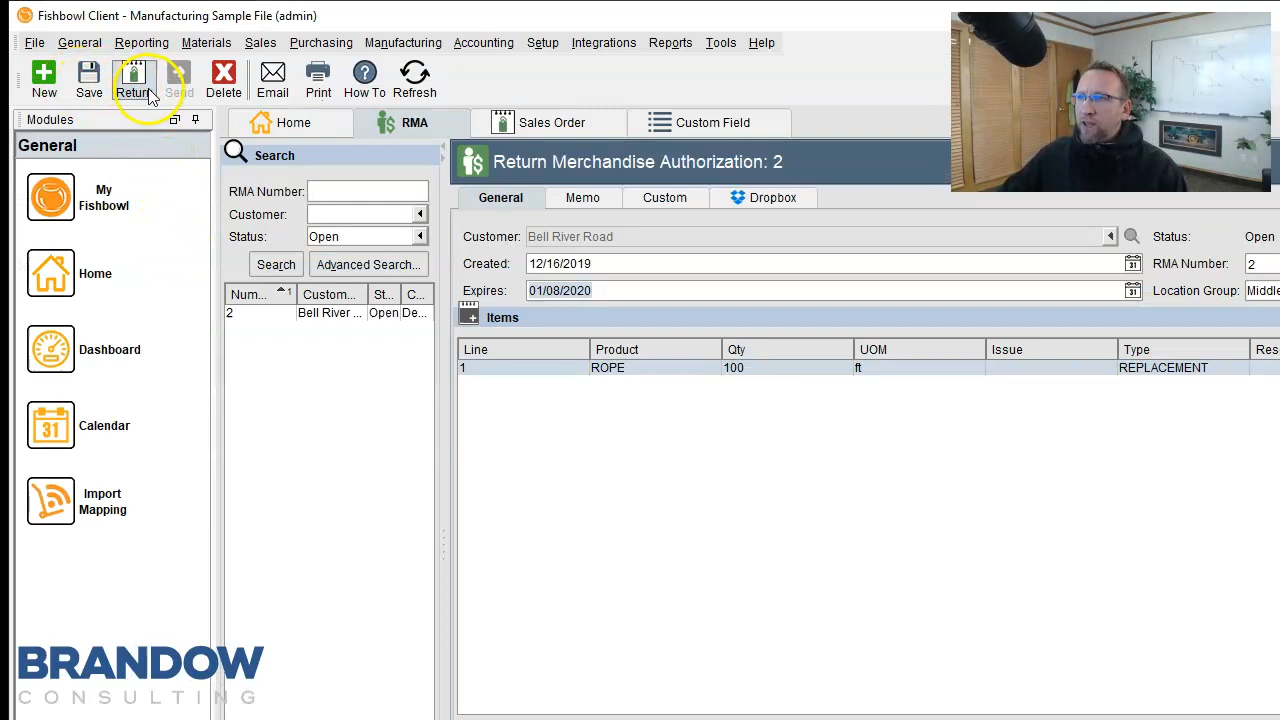 Fishbowl Client - Manufacturing Sample File (admin)
File General Reporting Materials Sales Purchasing Manufacturing Accounting Setup Integrations Reports Tools Help
New Save Return Send Delete Email Print How To Refresh
Modules
General
My
Fishbowl
Home
Dashboard
31
Calendar
Import
Mapping
Home RMA Sales Order Custom Field
Search
RMA Number:
Customer:
Status: Open
Search Advanced Search...
Num... 1 Custom... St... C...
2 Bell River ... Open De...
Return Merchandise Authorization: 2
General Memo Custom Dropbox
Customer: Bell River Road Status: Open
Created: 12/16/2019 31 RMA Number: 2
Expires: 01/08/2020 31 Location Group: Middle
Items
Line Product Qty UOM Issue Type Res
1 ROPE 100 ft REPLACEMENT
BRANDOW
CONSULTING